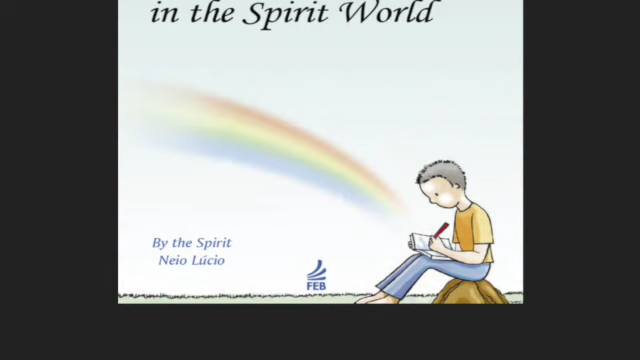 in the Spirit World
By the Spirit
Neio Lúcio
FEB